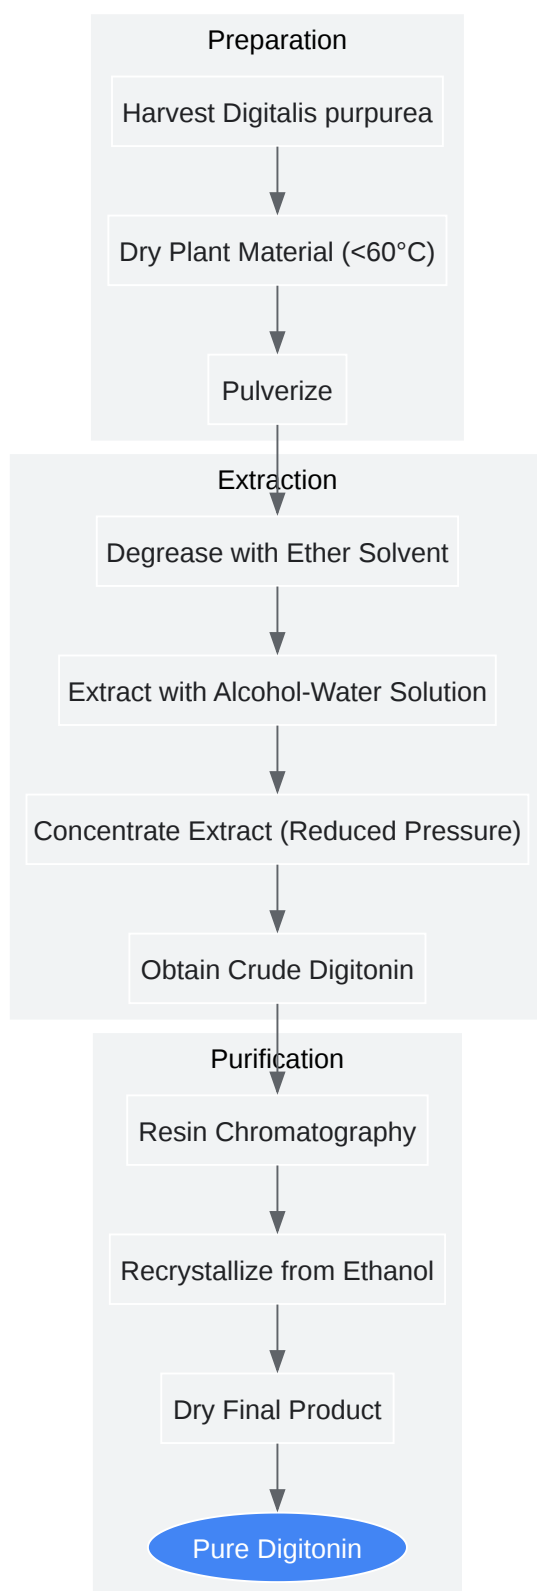 Preparation
Harvest Digitalis purpurea
Dry Plant Material (<60°C)
Pulverize
Extraction
Degrease with Ether Solvent
Extract with Alcohol-Water Solution
Concentrate Extract (Reduced Pressure)
Obtain Crude Digitonin
Purification
Resin Chromatography
Recrystallize from Ethanol
Dry Final Product
Pure Digitonin